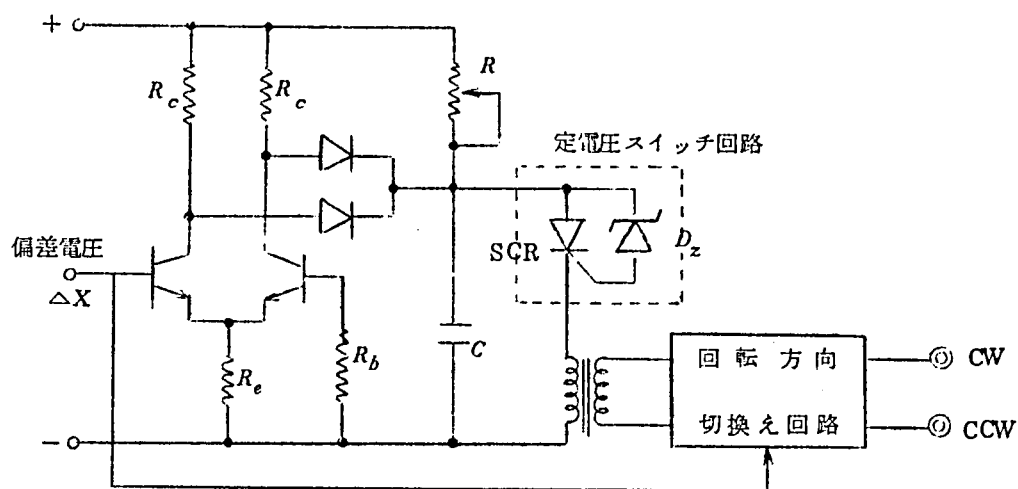 +
R_c
R_c
R
定電圧スイッチ回路
偏差電圧
△X
SCR
D_z
R_e
R_b
C
回転方向
切換え回路
CW
CCW
−